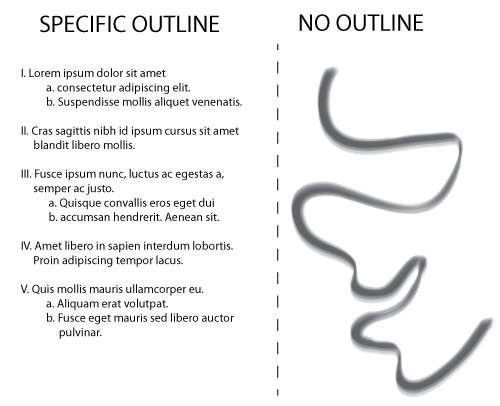 SPECIFIC OUTLINE
NO OUTLINE
I. Lorem ipsum dolor sit amet
a. consectetur adipiscing elit.
b. Suspendisse mollis aliquet venenatis.
II. Cras sagittis nibh id ipsum cursus sit amet
blandit libero mollis.
III. Fusce ipsum nunc, luctus ac egestas a,
semper ac justo.
a. Quisque convallis eros eget dui
b. accumsan hendrerit. Aenean sit.
IV. Amet libero in sapien interdum lobortis.
Proin adipiscing tempor lacus.
V. Quis mollis mauris ullamcorper eu.
a. Aliquam erat volutpat.
b. Fusce eget mauris sed libero auctor
pulvinar.